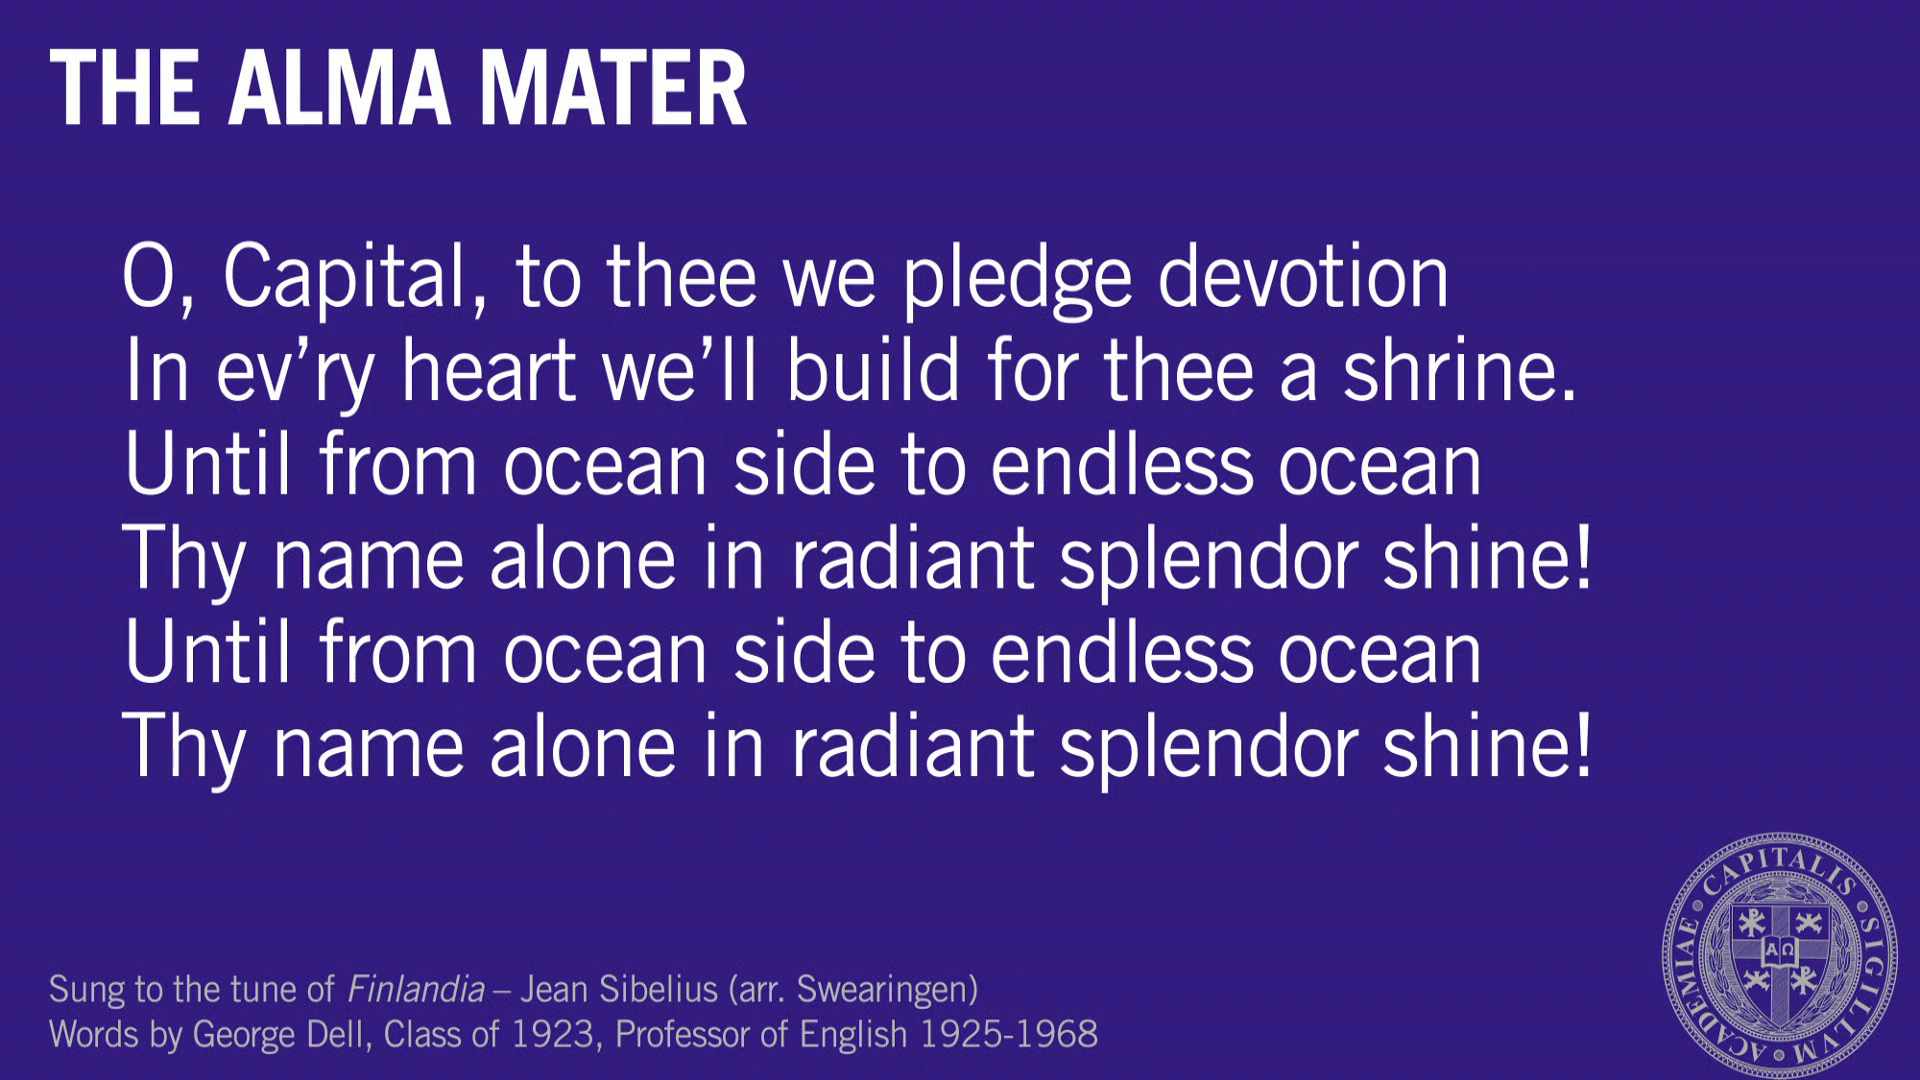 THE ALMA MATER
O, Capital, to thee we pledge devotion
In ev’ry heart we’ll build for thee a shrine.
Until from ocean side to endless ocean
Thy name alone in radiant splendor shine!
Until from ocean side to endless ocean
Thy name alone in radiant splendor shine!
Sung to the tune of Finlandia – Jean Sibelius (arr. Swearingen)
Words by George Dell, Class of 1923, Professor of English 1925-1968
CAPITALIS • SIGILLVM • ACADEMIAE •
Α Ω